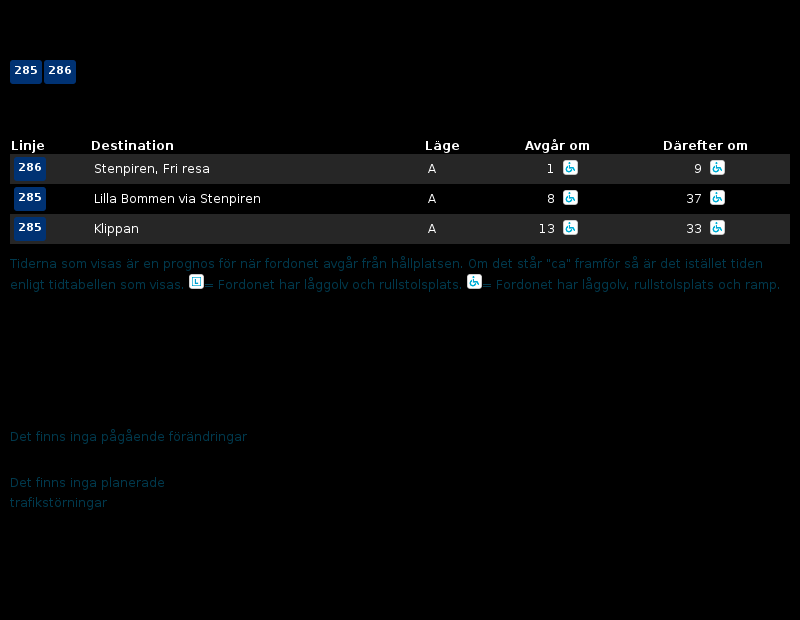 285 286
Linje Destination Läge Avgår om Därefter om
286 Stenpiren, Fri resa A 1 9
285 Lilla Bommen via Stenpiren A 8 37
285 Klippan A 13 33
Tiderna som visas är en prognos för när fordonet avgår från hållplatsen. Om det står "ca" framför så är det istället tiden
enligt tidtabellen som visas. L = Fordonet har låggolv och rullstolsplats. = Fordonet har låggolv, rullstolsplats och ramp.
Det finns inga pågående förändringar
Det finns inga planerade
trafikstörningar